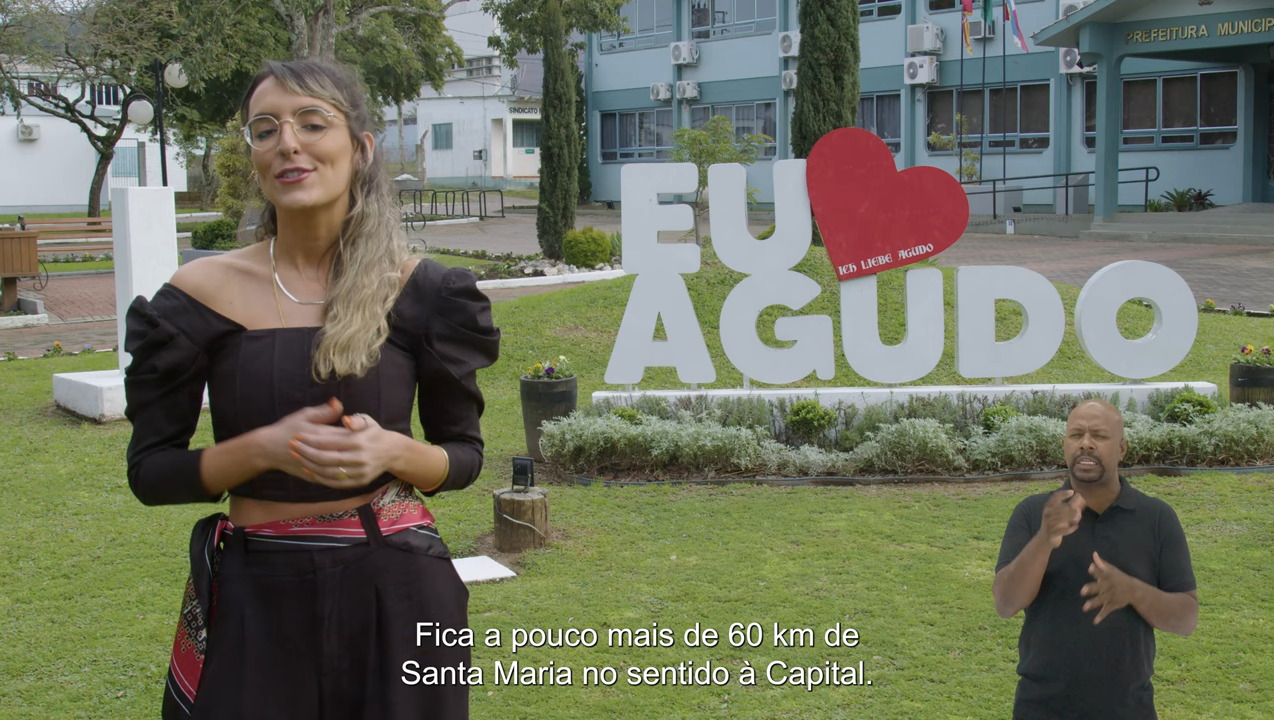 PREFEITURA MUNICIP
SINDICATO
EU
ICH LIEBE AGUDO
AGUDO
Fica a pouco mais de 60 km de
Santa Maria no sentido à Capital.